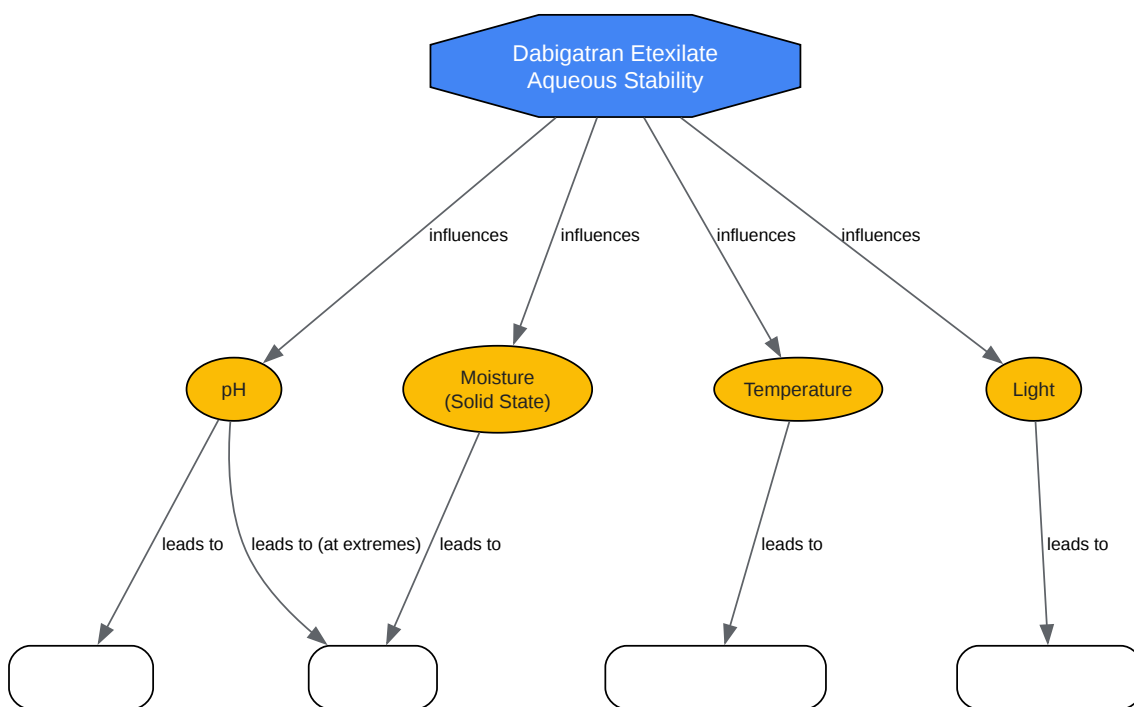 Dabigatran Etexilate
Aqueous Stability
influences
influences
influences
influences
pH
Moisture
(Solid State)
Temperature
Light
leads to
leads to (at extremes)
leads to
leads to
leads to